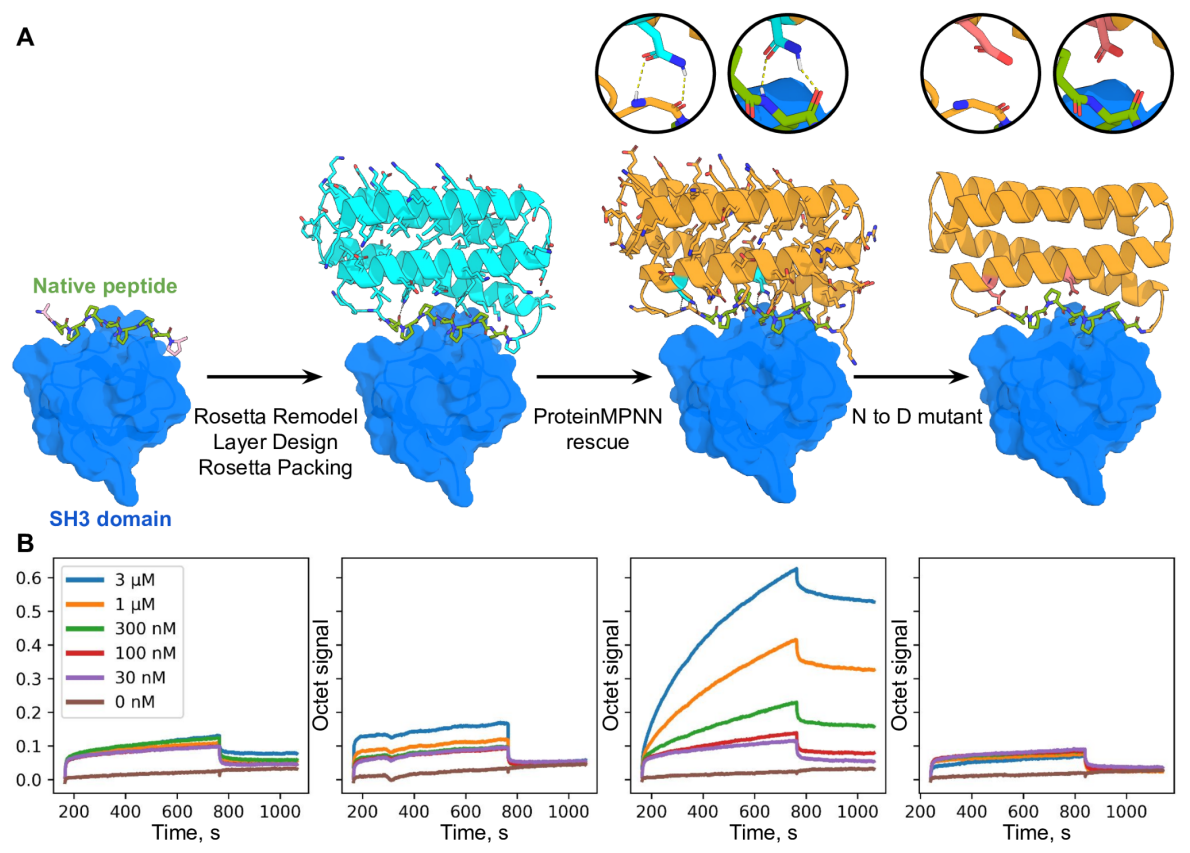 A
Native peptide
SH3 domain
Rosetta Remodel
Layer Design
Rosetta Packing
ProteinMPNN
rescue
N to D mutant
B
0.6
0.5
0.4
0.3
0.2
0.1
0.0
3 μM
1 μM
300 nM
100 nM
30 nM
0 nM
200 400 600 800 1000
Time, s
Octet signal
200 400 600 800 1000
Time, s
Octet signal
200 400 600 800 1000
Time, s
Octet signal
400 600 800 1000
Time, s